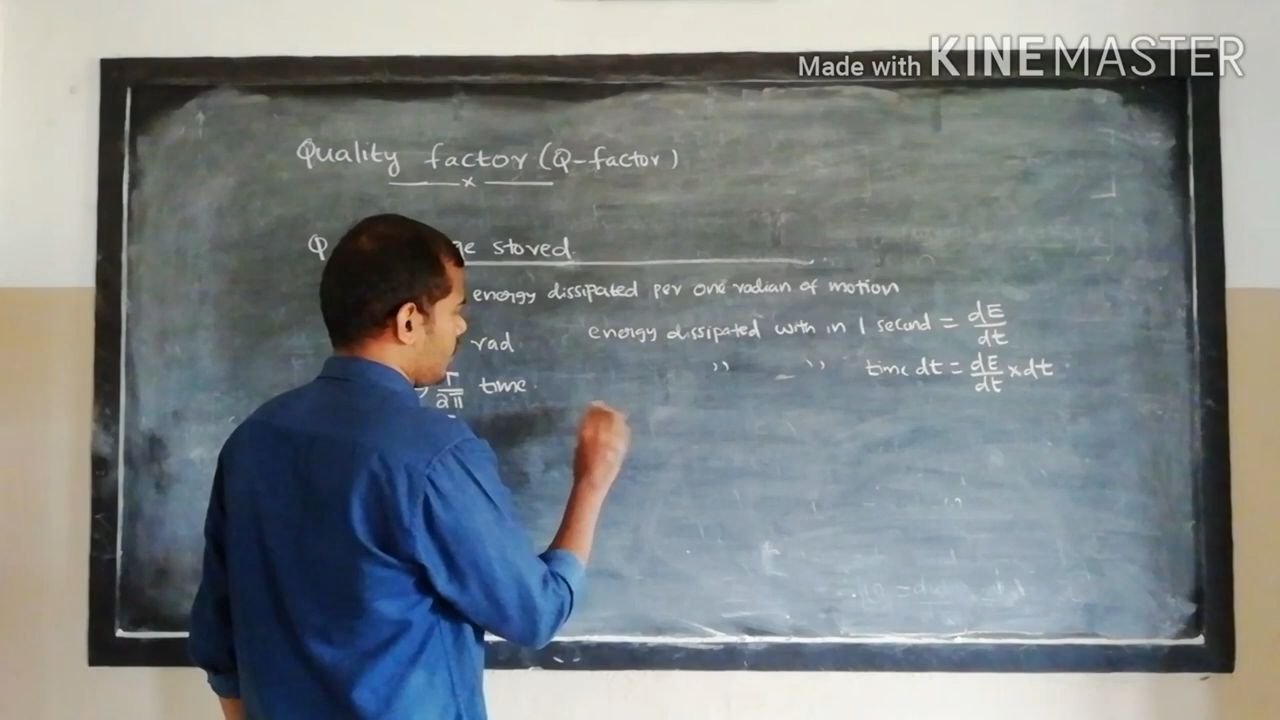 Made with KINEMASTER
Quality factor (Q-factor)
Q stored.
energy dissipated per one radian of motion
rad energy dissipated with in 1 second = dE/dt
T/2π time. ,, ,, time dt = dE/dt × dt